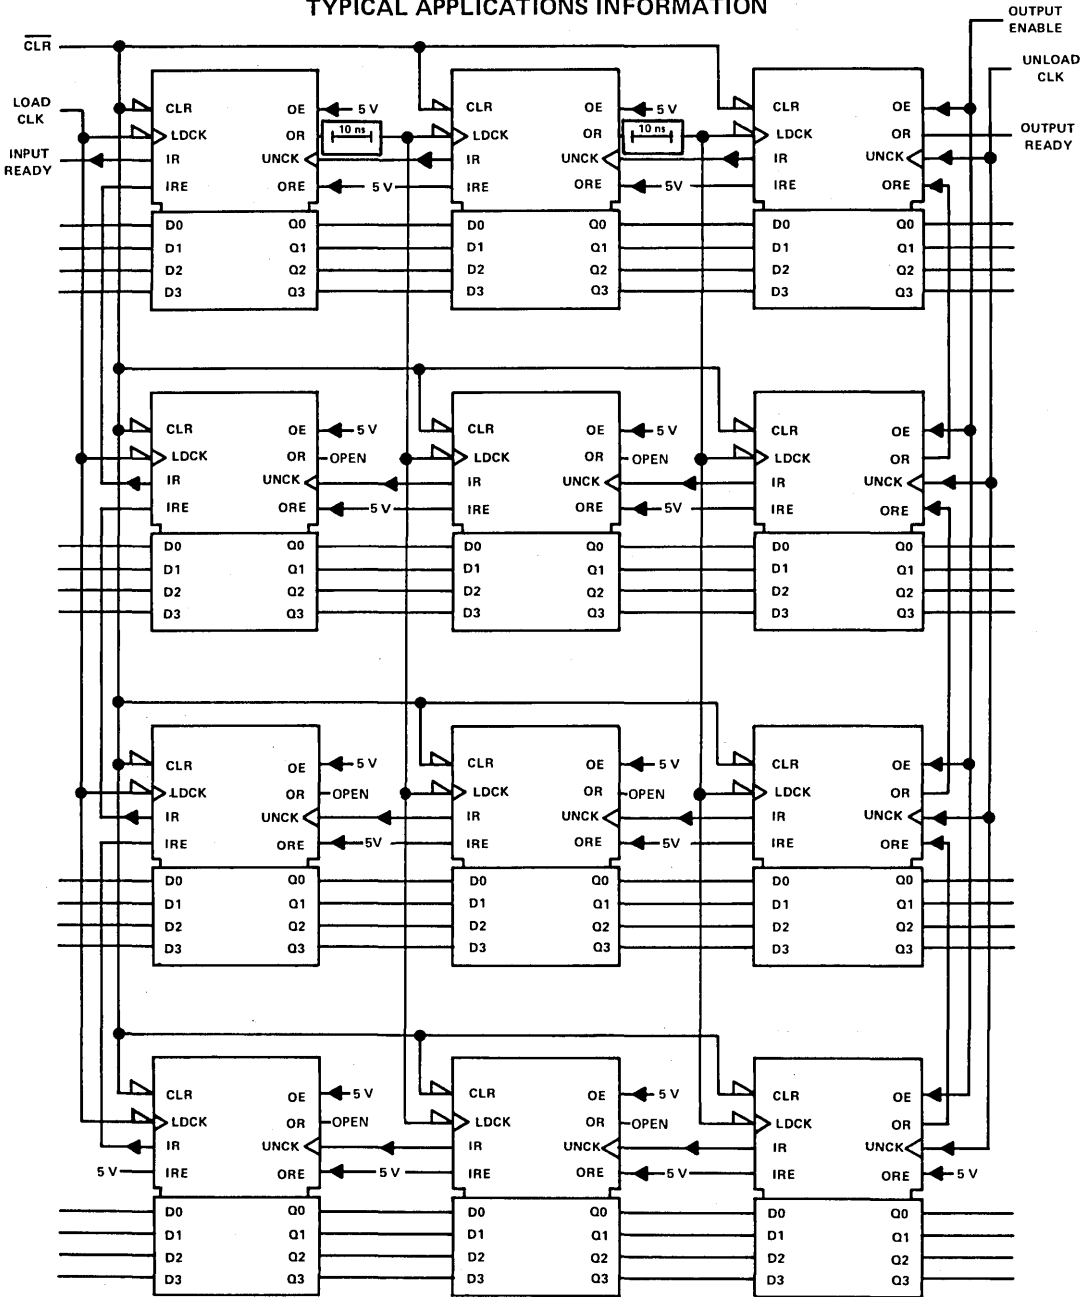 TYPICAL APPLICATIONS INFORMATION
OUTPUT
ENABLE
CLR
UNLOAD
CLK
LOAD
CLK
INPUT
READY
OUTPUT
READY
CLR OE 5 V CLR OE 5 V CLR OE
LDCK OR 10 ns LDCK OR 10 ns LDCK OR
IR UNCK IR UNCK IR UNCK
IRE ORE 5 V IRE ORE 5V IRE ORE
D0 Q0 D0 Q0 D0 Q0
D1 Q1 D1 Q1 D1 Q1
D2 Q2 D2 Q2 D2 Q2
D3 Q3 D3 Q3 D3 Q3
CLR OE 5 V CLR OE 5 V CLR OE
LDCK OR OPEN LDCK OR OPEN LDCK OR
IR UNCK IR UNCK IR UNCK
IRE ORE 5 V IRE ORE 5V IRE ORE
D0 Q0 D0 Q0 D0 Q0
D1 Q1 D1 Q1 D1 Q1
D2 Q2 D2 Q2 D2 Q2
D3 Q3 D3 Q3 D3 Q3
CLR OE 5 V CLR OE 5 V CLR OE
LDCK OR OPEN LDCK OR OPEN LDCK OR
IR UNCK IR UNCK IR UNCK
IRE ORE 5V IRE ORE 5V IRE ORE
D0 Q0 D0 Q0 D0 Q0
D1 Q1 D1 Q1 D1 Q1
D2 Q2 D2 Q2 D2 Q2
D3 Q3 D3 Q3 D3 Q3
CLR OE 5 V CLR OE 5 V CLR OE
LDCK OR OPEN LDCK OR OPEN LDCK OR
IR UNCK IR UNCK IR UNCK
5 V IRE ORE 5 V IRE ORE 5 V IRE ORE 5 V
D0 Q0 D0 Q0 D0 Q0
D1 Q1 D1 Q1 D1 Q1
D2 Q2 D2 Q2 D2 Q2
D3 Q3 D3 Q3 D3 Q3